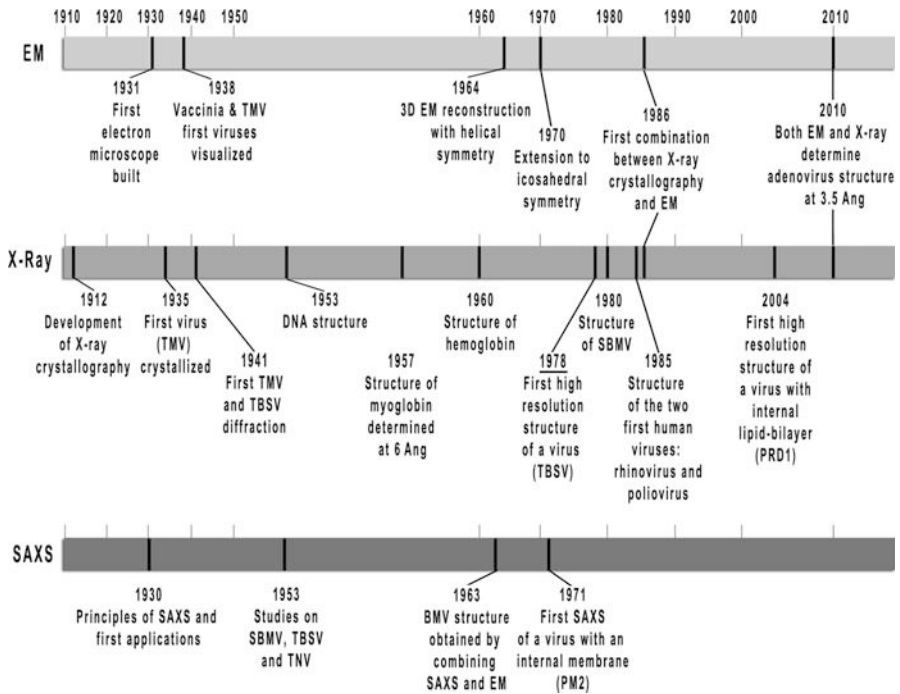 1910 1920 1930 1940 1950 1960 1970 1980 1990 2000 2010
EM
1931
First
electron
microscope
built
1938
Vaccinia & TMV
first viruses
visualized
1964
3D EM reconstruction
with helical
symmetry
1970
Extension to
icosahedral
symmetry
1986
First combination
between X-ray
crystallography
and EM
2010
Both EM and X-ray
determine
adenovirus structure
at 3.5 Ang
X-Ray
1912
Development
of X-ray
crystallography
1935
First virus
(TMV)
crystallized
1941
First TMV
and TBSV
diffraction
1953
DNA structure
1957
Structure of
myoglobin
determined
at 6 Ang
1960
Structure of
hemoglobin
1978
First high
resolution
structure
of a virus
(TBSV)
1980
Structure
of SBMV
1985
Structure
of the two
first human
viruses:
rhinovirus and
poliovirus
2004
First high
resolution
structure of
a virus with
internal
lipid-bilayer
(PRD1)
SAXS
1930
Principles of SAXS and
first applications
1953
Studies on
SBMV, TBSV
and TNV
1963
BMV structure
obtained by
combining
SAXS and EM
1971
First SAXS
of a virus with an
internal membrane
(PM2)